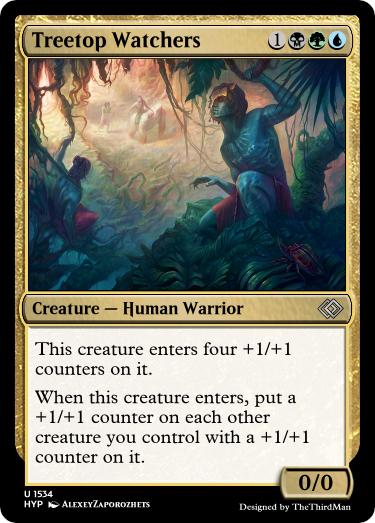 Treetop Watchers 1
Creature — Human Warrior
This creature enters four +1/+1
counters on it.
When this creature enters, put a
+1/+1 counter on each other
creature you control with a +1/+1
counter on it.
0/0
U 1534
HYP AlexeyZaporozhets
Designed by TheThirdMan